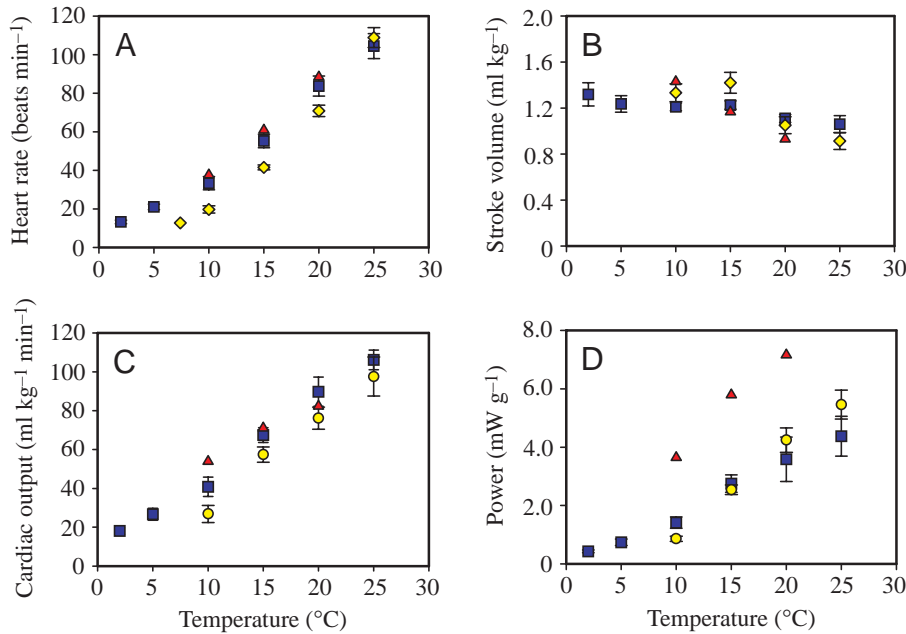 A
Heart rate (beats min⁻¹)
120
100
80
60
40
20
0
0 5 10 15 20 25 30
B
Stroke volume (ml kg⁻¹)
2.0
1.6
1.2
0.8
0.4
0
0 5 10 15 20 25 30
C
Cardiac output (ml kg⁻¹ min⁻¹)
120
100
80
60
40
20
0
0 5 10 15 20 25 30
Temperature (°C)
D
Power (mW g⁻¹)
8.0
6.0
4.0
2.0
0.0
0 5 10 15 20 25 30
Temperature (°C)